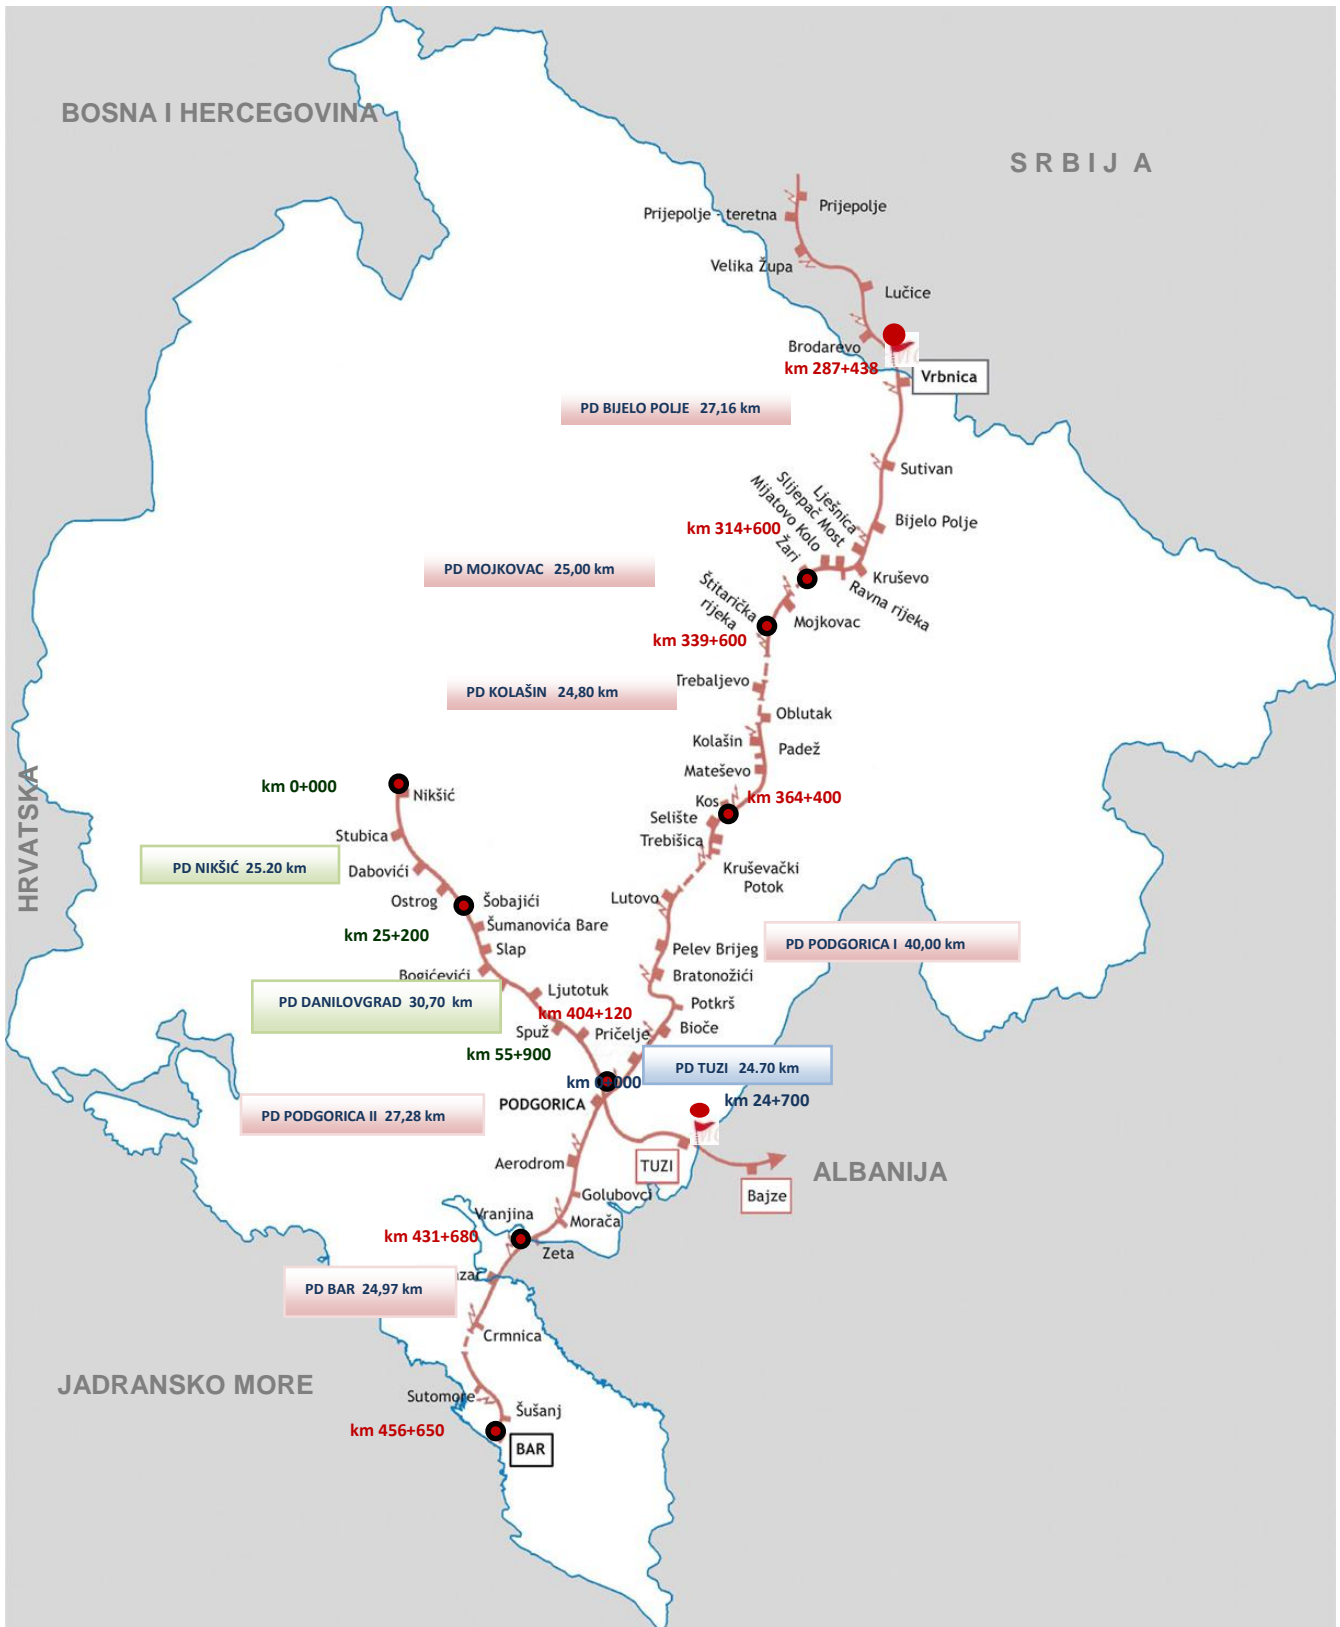 BOSNA I HERCEGOVINA
S R B I J A
Prijepolje
Prijepolje - teretna
Velika Župa
Lučice
Brodarevo
km 287+438
Vrbnica
PD BIJELO POLJE 27,16 km
Sutivan
Lješnica
Slijepač Most
Mijatovo Kolo
Žari
km 314+600
Bijelo Polje
Kruševo
Ravna rijeka
PD MOJKOVAC 25,00 km
Štitarička
rijeka
Mojkovac
km 339+600
Trebaljevo
PD KOLAŠIN 24,80 km
Oblutak
Kolašin
Padež
Mateševo
HRVATSKA
km 0+000
Nikšić
Kos
km 364+400
Selište
Trebišica
Stubica
PD NIKŠIĆ 25.20 km
Dabovići
Kruševački
Potok
Ostrog
Šobajići
Lutovo
Šumanovića Bare
km 25+200
Slap
Pelev Brijeg
PD PODGORICA I 40,00 km
Bogićevići
Bratonožići
PD DANILOVGRAD 30,70 km
Ljutotuk
Potkrš
km 404+120
Spuž
Pričelje
Bioče
km 55+900
PD TUZI 24.70 km
km 0+000
km 24+700
PODGORICA
PD PODGORICA II 27,28 km
Aerodrom
TUZI
ALBANIJA
Bajze
Golubovci
Vranjina
Morača
km 431+680
Zeta
PD BAR 24,97 km
zar
Crmnica
JADRANSKO MORE
Sutomore
Šušanj
km 456+650
BAR